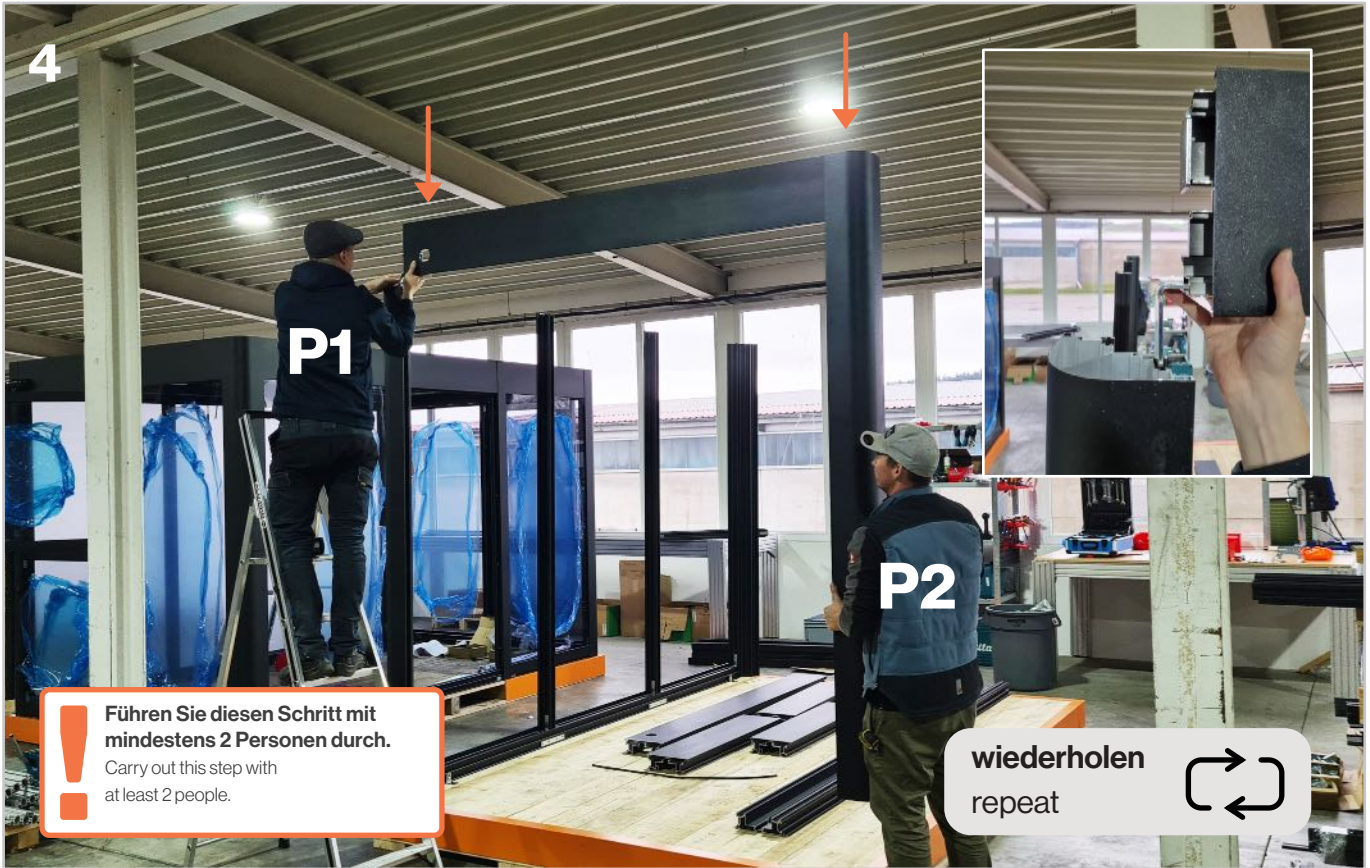 4
P1
P2
Führen Sie diesen Schritt mit
mindestens 2 Personen durch.
Carry out this step with
at least 2 people.
wiederholen
repeat